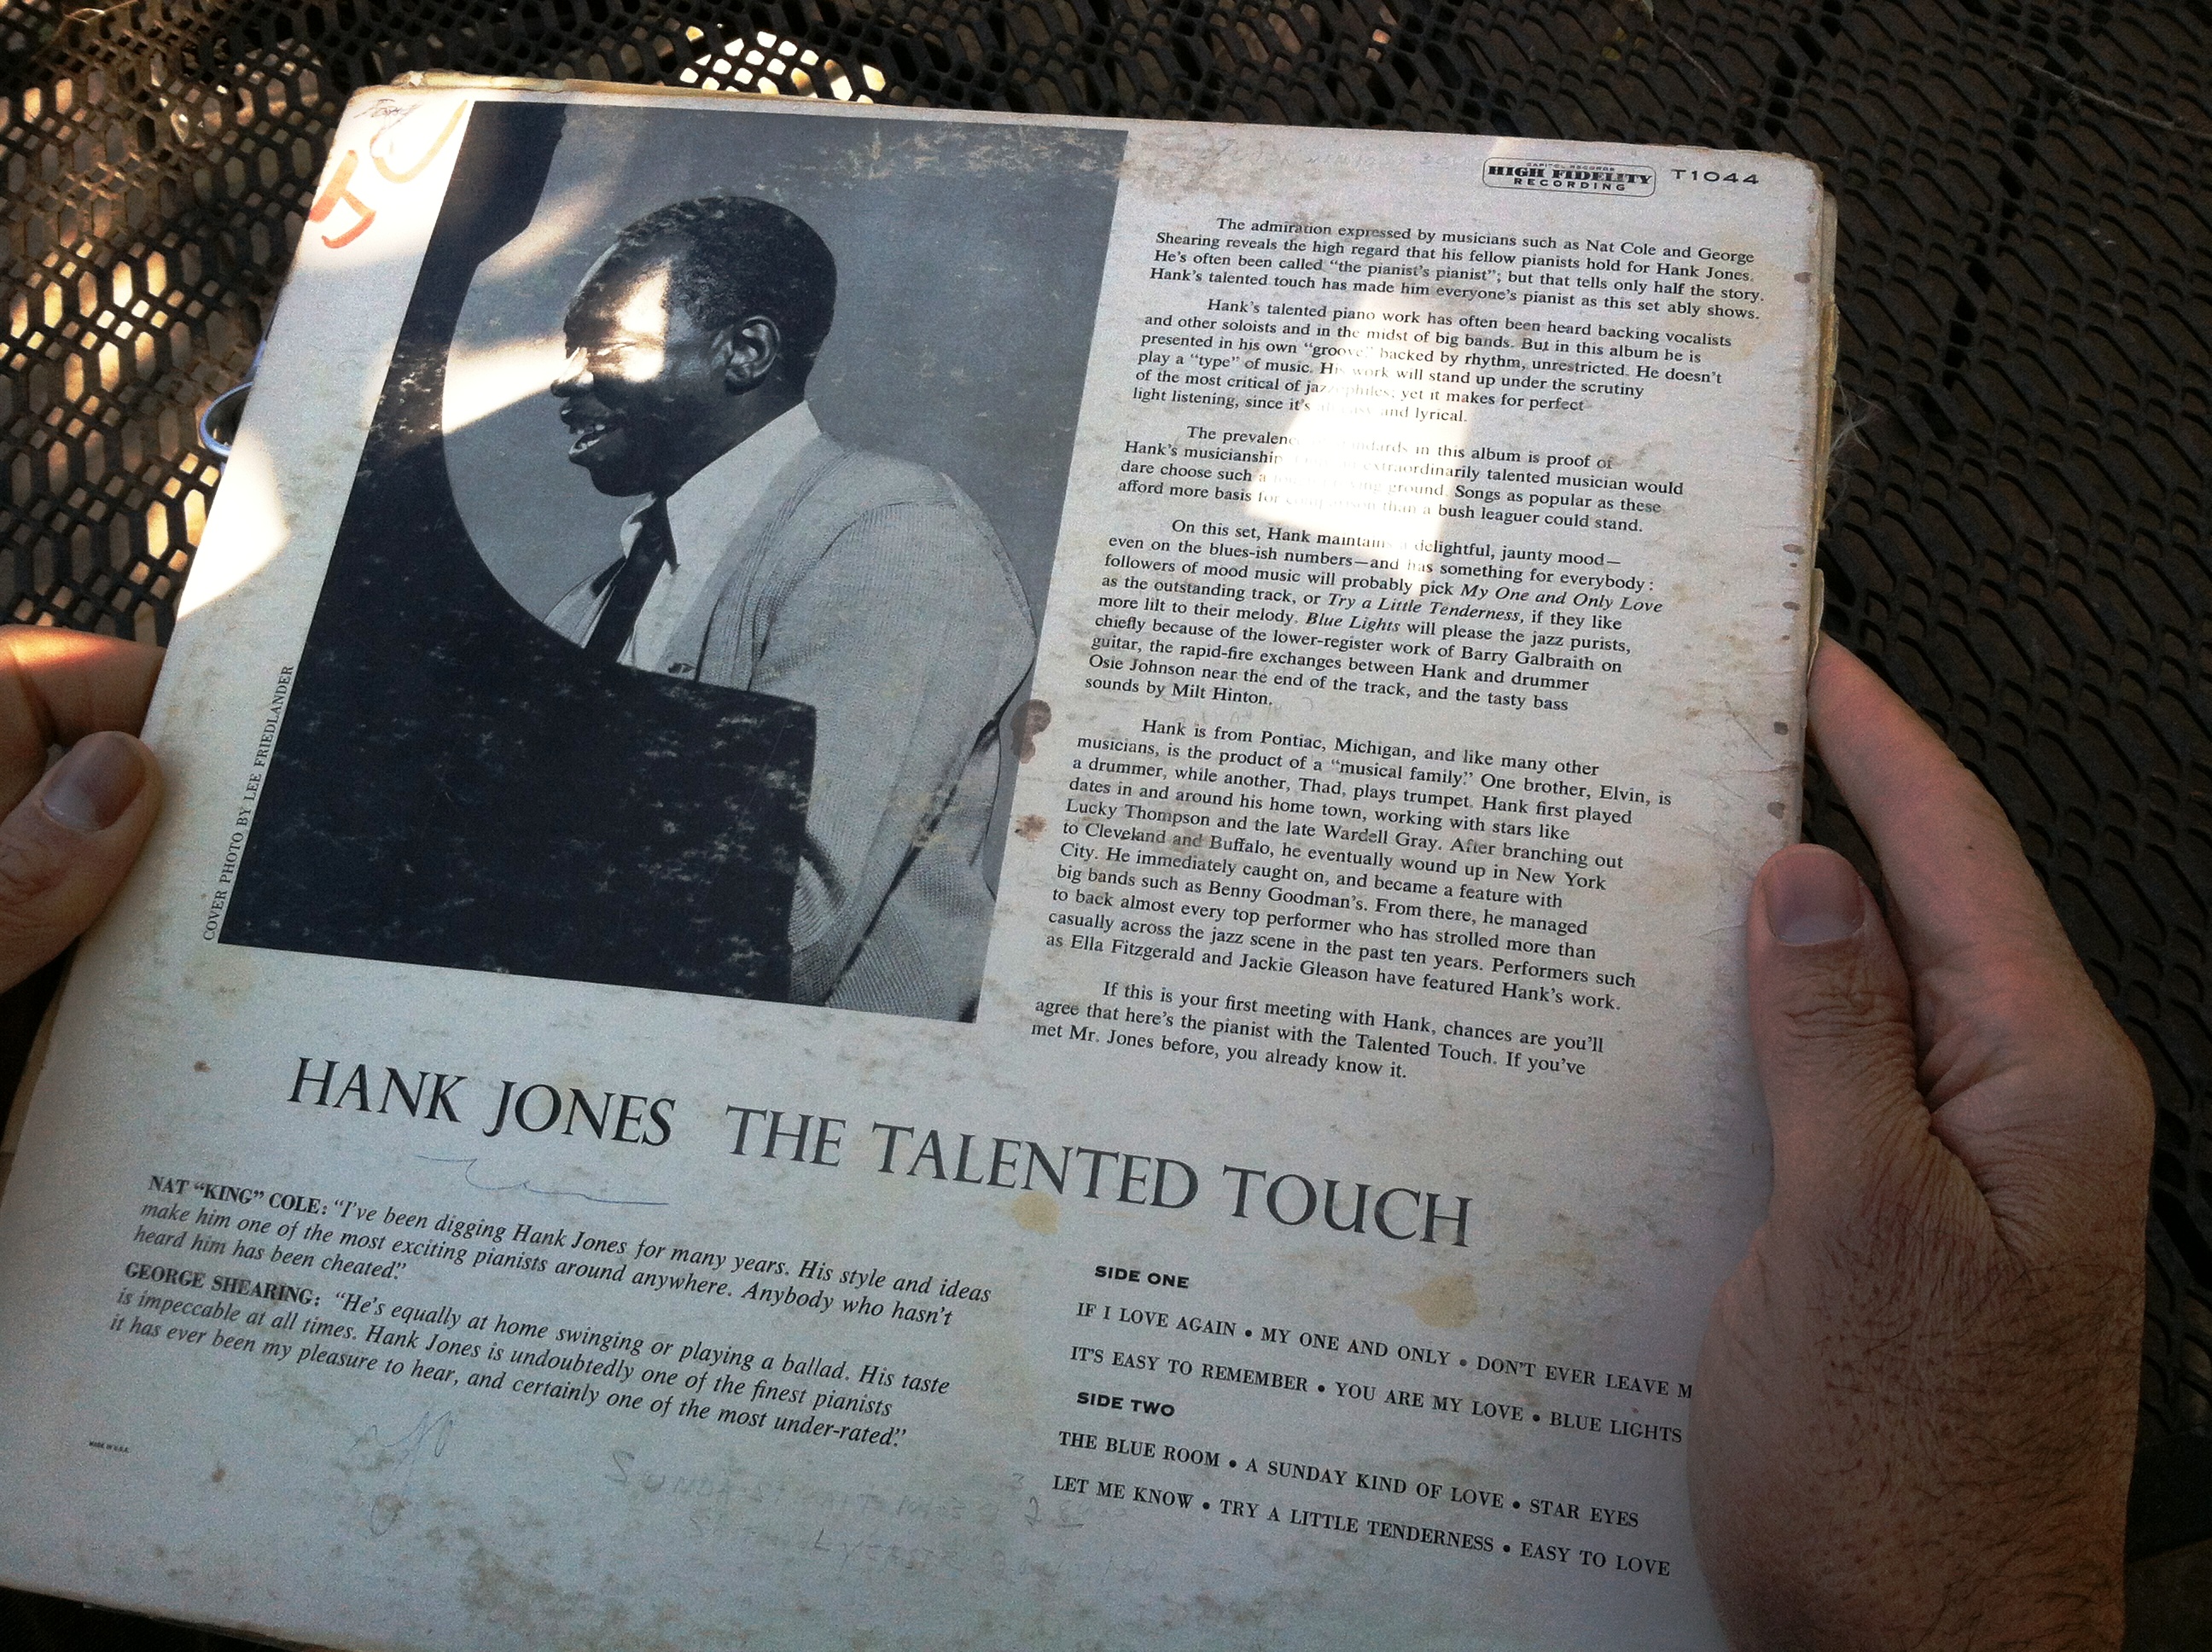 CAPITOL RECORDS
HIGH FIDELITY
RECORDING
T1044
The admiration expressed by musicians such as Nat Cole and George
Shearing reveals the high regard that his fellow pianists hold for Hank Jones.
He's often been called “the pianist's pianist”; but that tells only half the story.
Hank's talented touch has made him everyone's pianist as this set ably shows.
Hank's talented piano work has often been heard backing vocalists
and other soloists and in the midst of big bands. But in this album he is
presented in his own “groove” backed by rhythm, unrestricted. He doesn't
play a “type” of music. His work will stand up under the scrutiny
of the most critical of jazz-ophiles; yet it makes for perfect
light listening, since it's and lyrical.
The prevalence standards in this album is proof of
Hank's musicianship extraordinarily talented musician would
dare choose such a ground. Songs as popular as these
afford more basis for comparison than a bush leaguer could stand.
On this set, Hank maintains a delightful, jaunty mood—
even on the blues-ish numbers—and has something for everybody:
followers of mood music will probably pick My One and Only Love
as the outstanding track, or Try a Little Tenderness, if they like
more lilt to their melody. Blue Lights will please the jazz purists,
chiefly because of the lower-register work of Barry Galbraith on
guitar, the rapid-fire exchanges between Hank and drummer
Osie Johnson near the end of the track, and the tasty bass
sounds by Milt Hinton.
Hank is from Pontiac, Michigan, and like many other
musicians, is the product of a “musical family.” One brother, Elvin, is
a drummer, while another, Thad, plays trumpet. Hank first played
dates in and around his home town, working with stars like
Lucky Thompson and the late Wardell Gray. After branching out
to Cleveland and Buffalo, he eventually wound up in New York
City. He immediately caught on, and became a feature with
big bands such as Benny Goodman's. From there, he managed
to back almost every top performer who has strolled more than
casually across the jazz scene in the past ten years. Performers such
as Ella Fitzgerald and Jackie Gleason have featured Hank's work.
If this is your first meeting with Hank, chances are you'll
agree that here's the pianist with the Talented Touch. If you've
met Mr. Jones before, you already know it.
COVER PHOTO BY LEE FRIEDLANDER
HANK JONES THE TALENTED TOUCH
NAT “KING” COLE: “I've been digging Hank Jones for many years. His style and ideas
make him one of the most exciting pianists around anywhere. Anybody who hasn't
heard him has been cheated.”
GEORGE SHEARING: “He's equally at home swinging or playing a ballad. His taste
is impeccable at all times. Hank Jones is undoubtedly one of the finest pianists
it has ever been my pleasure to hear, and certainly one of the most under-rated.”
MADE IN U.S.A.
SIDE ONE
IF I LOVE AGAIN • MY ONE AND ONLY • DON'T EVER LEAVE M
IT'S EASY TO REMEMBER • YOU ARE MY LOVE • BLUE LIGHTS
SIDE TWO
THE BLUE ROOM • A SUNDAY KIND OF LOVE • STAR EYES
LET ME KNOW • TRY A LITTLE TENDERNESS • EASY TO LOVE